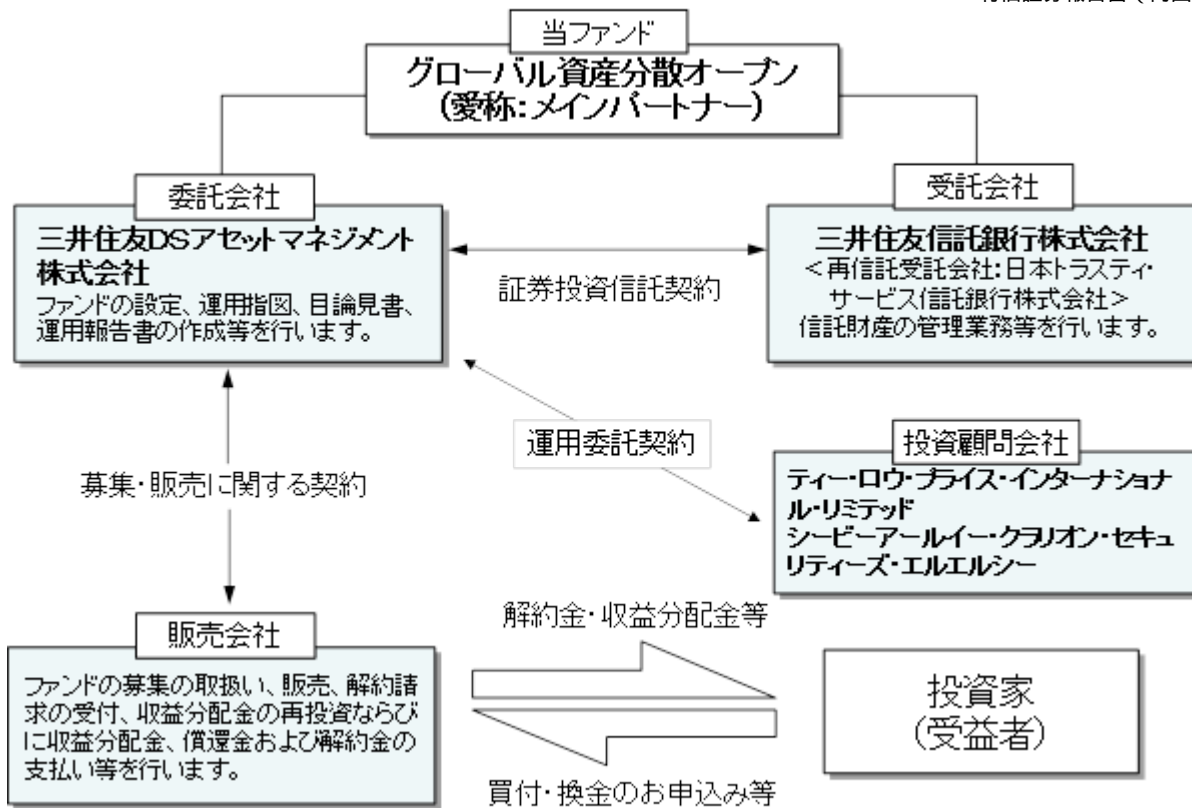 当ファンド
グローバル資産分散オープン
(愛称:メインパートナー)
委託会社
三井住友DSアセットマネジメント
株式会社
ファンドの設定、運用指図、目論見書、
運用報告書の作成等を行います。
受託会社
三井住友信託銀行株式会社
<再信託受託会社:日本トラスティ・
サービス信託銀行株式会社>
信託財産の管理業務等を行います。
証券投資信託契約
運用委託契約
投資顧問会社
ティー・ロウ・プライス・インターナショナ
ル・リミテッド
シービーアールイー・クラリオン・セキュ
リティーズ・エルエルシー
募集・販売に関する契約
販売会社
ファンドの募集の取扱い、販売、解約請
求の受付、収益分配金の再投資ならび
に収益分配金、償還金および解約金の
支払い等を行います。
解約金・収益分配金等
買付・換金のお申込み等
投資家
(受益者)